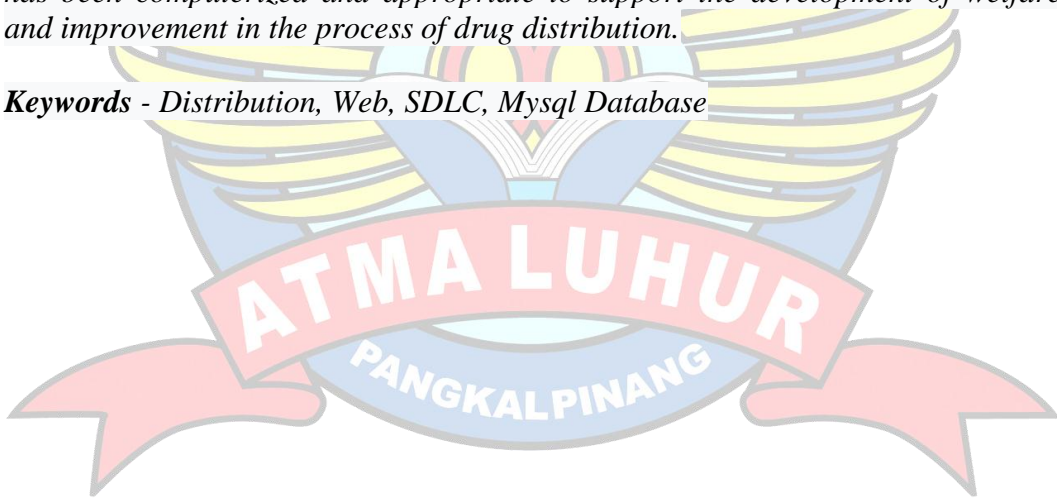 has been computerized and appropriate to support the development of welfare
and improvement in the process of drug distribution.
Keywords - Distribution, Web, SDLC, Mysql Database
ATMA LUHUR
PANGKALPINANG